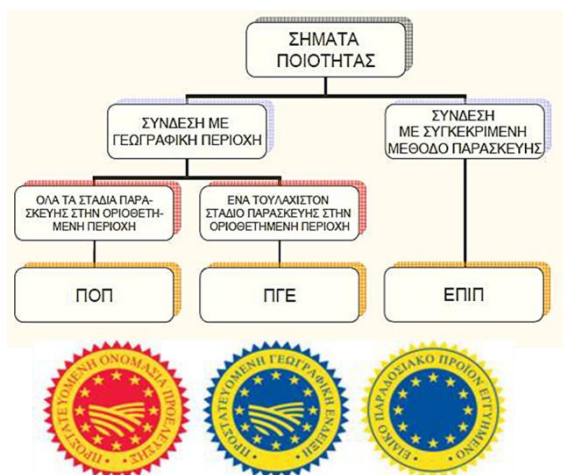 ΣΗΜΑΤΑ
ΠΟΙΟΤΗΤΑΣ
ΣΥΝΔΕΣΗ ΜΕ
ΓΕΩΓΡΑΦΙΚΗ ΠΕΡΙΟΧΗ
ΣΥΝΔΕΣΗ
ΜΕ ΣΥΓΚΕΚΡΙΜΕΝΗ
ΜΕΘΟΔΟ ΠΑΡΑΣΚΕΥΗΣ
ΟΛΑ ΤΑ ΣΤΑΔΙΑ ΠΑΡΑ-
ΣΚΕΥΗΣ ΣΤΗΝ ΟΡΙΟΘΕΤΗ-
ΜΕΝΗ ΠΕΡΙΟΧΗ
ΕΝΑ ΤΟΥΛΑΧΙΣΤΟΝ
ΣΤΑΔΙΟ ΠΑΡΑΣΚΕΥΗΣ ΣΤΗΝ
ΟΡΙΟΘΕΤΗΜΕΝΗ ΠΕΡΙΟΧΗ
ΠΟΠ
ΠΓΕ
ΕΠΙΠ
ΠΡΟΣΤΑΤΕΥΟΜΕΝΗ ΟΝΟΜΑΣΙΑ ΠΡΟΕΛΕΥΣΗΣ
ΠΡΟΣΤΑΤΕΥΟΜΕΝΗ ΓΕΩΓΡΑΦΙΚΗ ΕΝΔΕΙΞΗ
ΕΙΔΙΚΟ ΠΑΡΑΔΟΣΙΑΚΟ ΠΡΟΪΟΝ ΕΓΓΥΗΜΕΝΟ